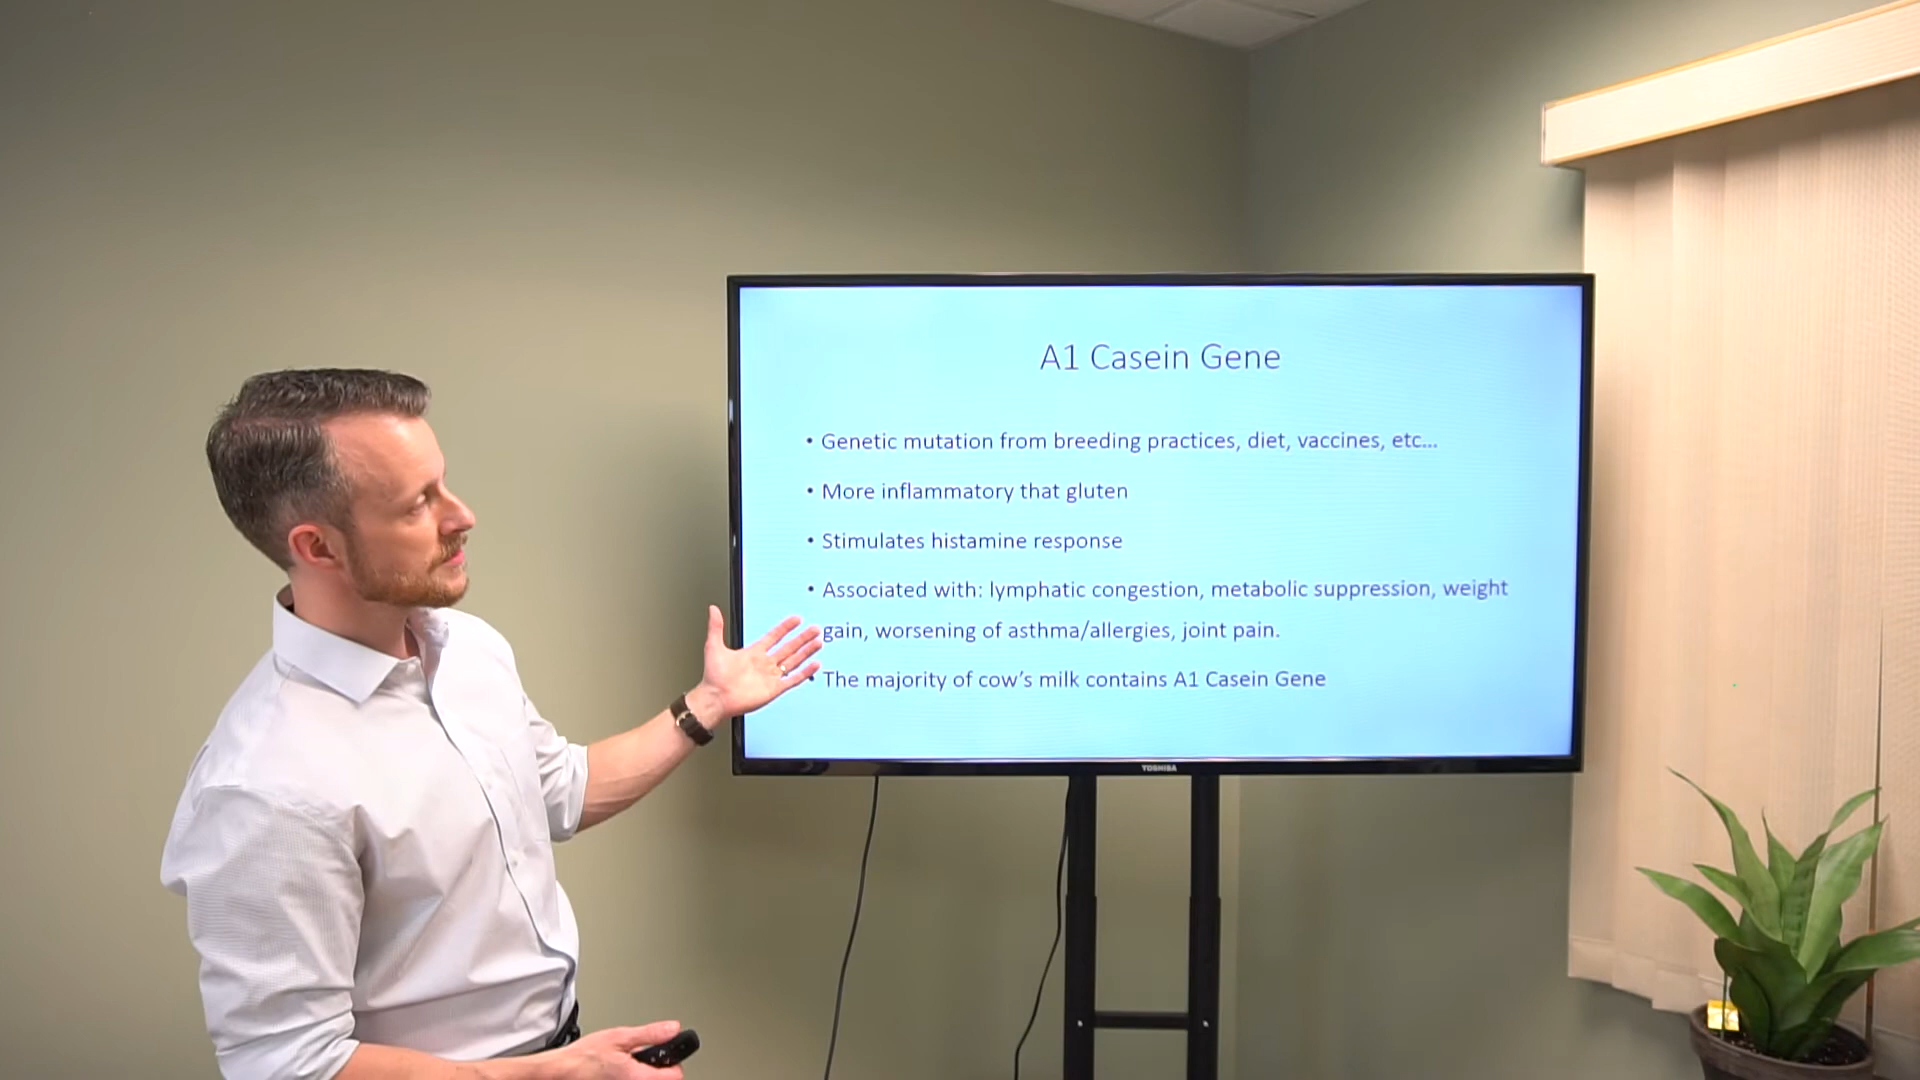 A1 Casein Gene
• Genetic mutation from breeding practices, diet, vaccines, etc...
• More inflammatory that gluten
• Stimulates histamine response
• Associated with: lymphatic congestion, metabolic suppression, weight
gain, worsening of asthma/allergies, joint pain.
• The majority of cow’s milk contains A1 Casein Gene
TOSHIBA